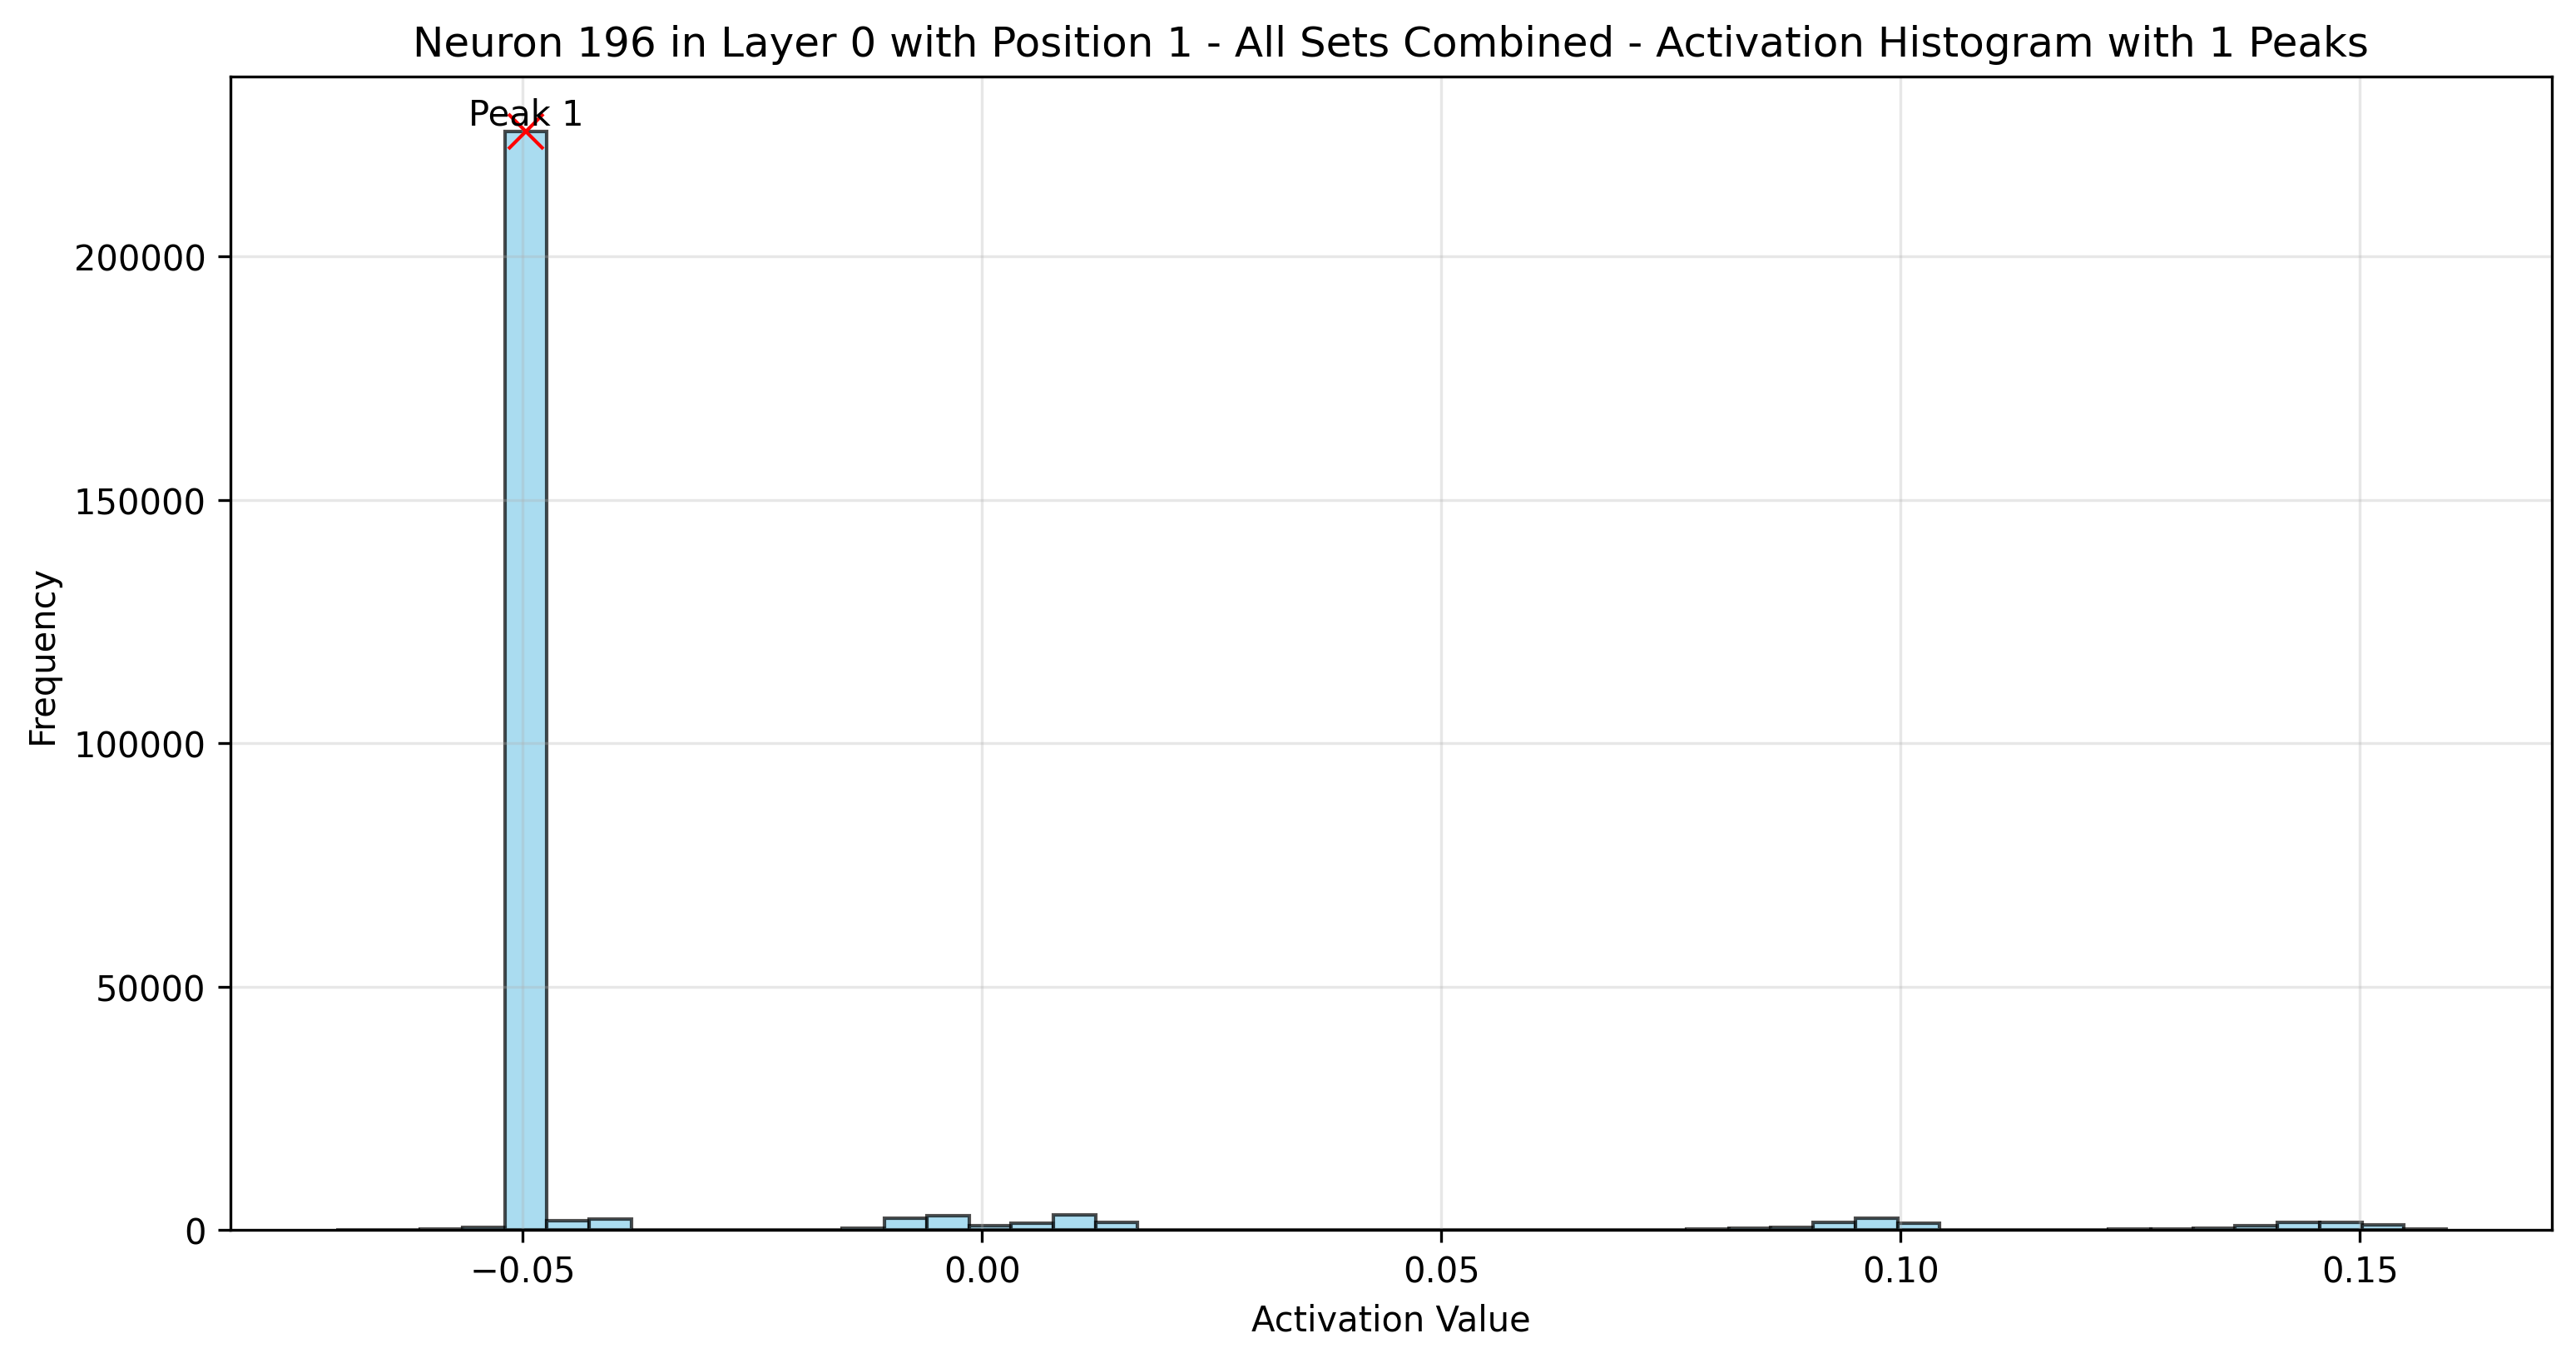 Neuron 196 in Layer 0 with Position 1 - All Sets Combined - Activation Histogram with 1 Peaks
Peak 1
200000
150000
100000
50000
0
Frequency
−0.05
0.00
0.05
0.10
0.15
Activation Value